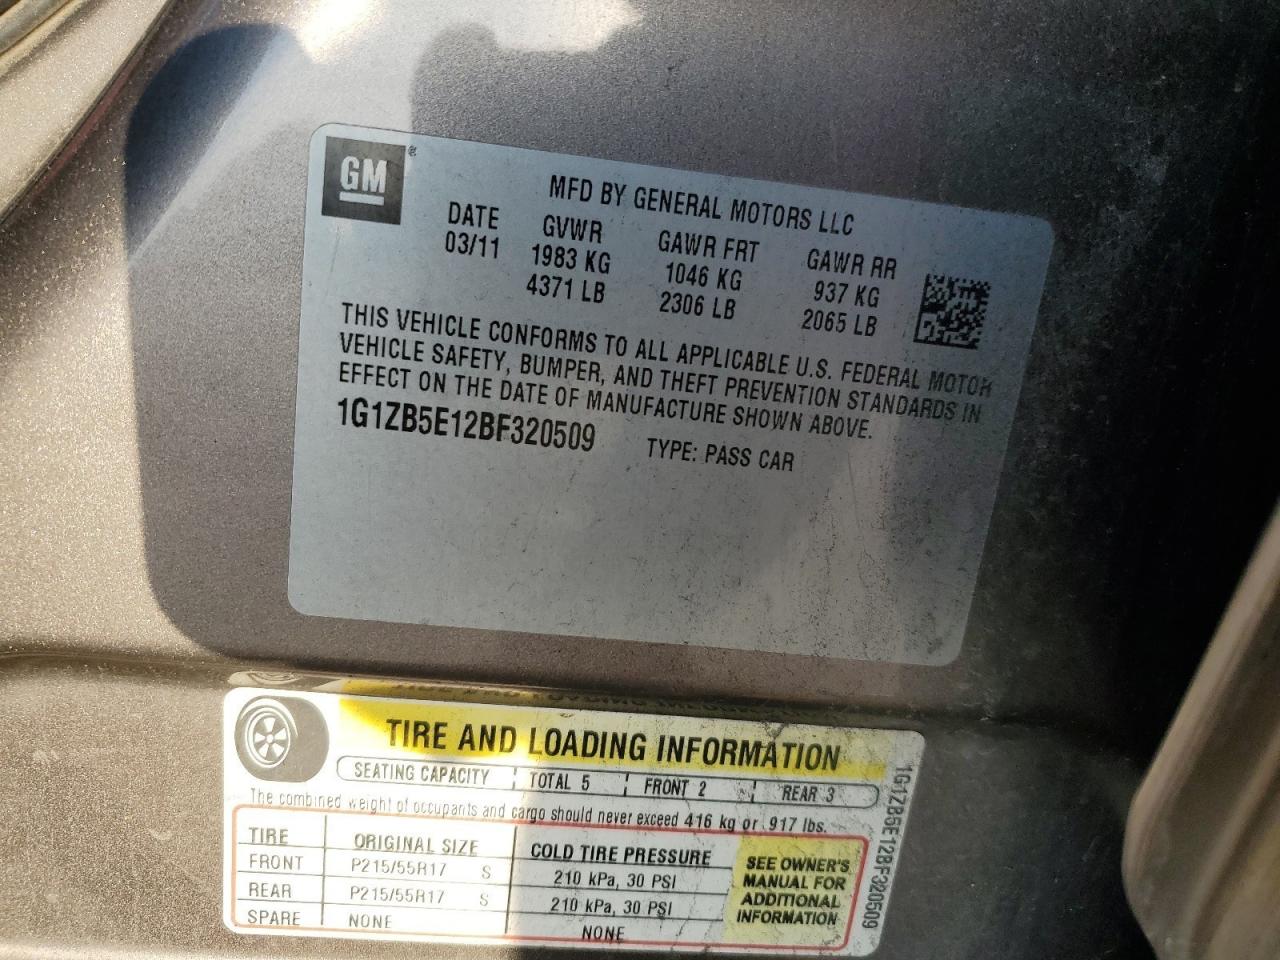 GM
MFD BY GENERAL MOTORS LLC
DATE GVWR GAWR FRT GAWR RR
03/11 1983 KG 1046 KG 937 KG
4371 LB 2306 LB 2065 LB
THIS VEHICLE CONFORMS TO ALL APPLICABLE U.S. FEDERAL MOTOR
VEHICLE SAFETY, BUMPER, AND THEFT PREVENTION STANDARDS IN
EFFECT ON THE DATE OF MANUFACTURE SHOWN ABOVE.
1G1ZB5E12BF320509 TYPE: PASS CAR
TIRE AND LOADING INFORMATION
SEATING CAPACITY TOTAL 5 FRONT 2 REAR 3
The combined weight of occupants and cargo should never exceed 416 kg or 917 lbs.
TIRE ORIGINAL SIZE COLD TIRE PRESSURE
FRONT P215/55R17 S 210 kPa, 30 PSI
REAR P215/55R17 S 210 kPa, 30 PSI
SPARE NONE NONE
SEE OWNER'S
MANUAL FOR
ADDITIONAL
INFORMATION
1G1ZB5E12BF320509